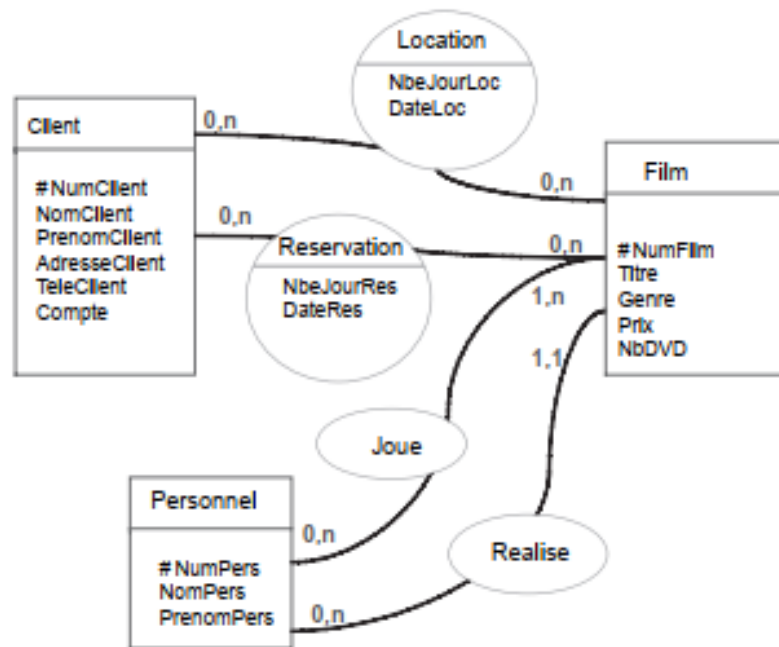 Location
NbeJourLoc
DateLoc
Client
0,n
0,n
Film
#NumClient
NomClient
PrenomClient
AdresseClient
TeleClient
Compte
0,n
Reservation
0,n
NbeJourRes
DateRes
#NumFilm
Titre
Genre
Prix
NbDVD
1,n
1,1
Joue
Personnel
0,n
#NumPers
NomPers
PrenomPers
Realise
0,n